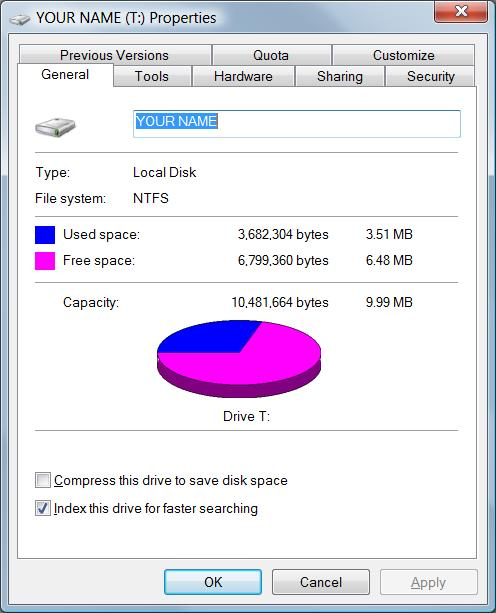 YOUR NAME (T:) Properties
Previous Versions Quota Customize
General Tools Hardware Sharing Security
YOUR NAME
Type: Local Disk
File system: NTFS
Used space: 3,682,304 bytes 3.51 MB
Free space: 6,799,360 bytes 6.48 MB
Capacity: 10,481,664 bytes 9.99 MB
Drive T:
Compress this drive to save disk space
Index this drive for faster searching
OK Cancel Apply